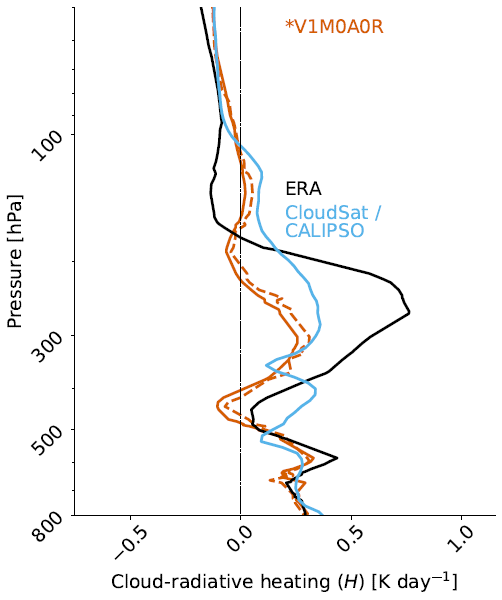 *V1M0A0R
100
ERA
CloudSat /
CALIPSO
Pressure [hPa]
300
500
800
−0.5
0.0
0.5
1.0
Cloud-radiative heating (H) [K day⁻¹]